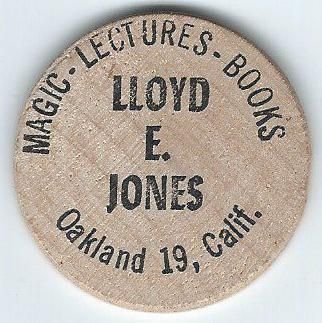 MAGIC - LECTURES - BOOKS
LLOYD
E.
JONES
Oakland 19, Calif.